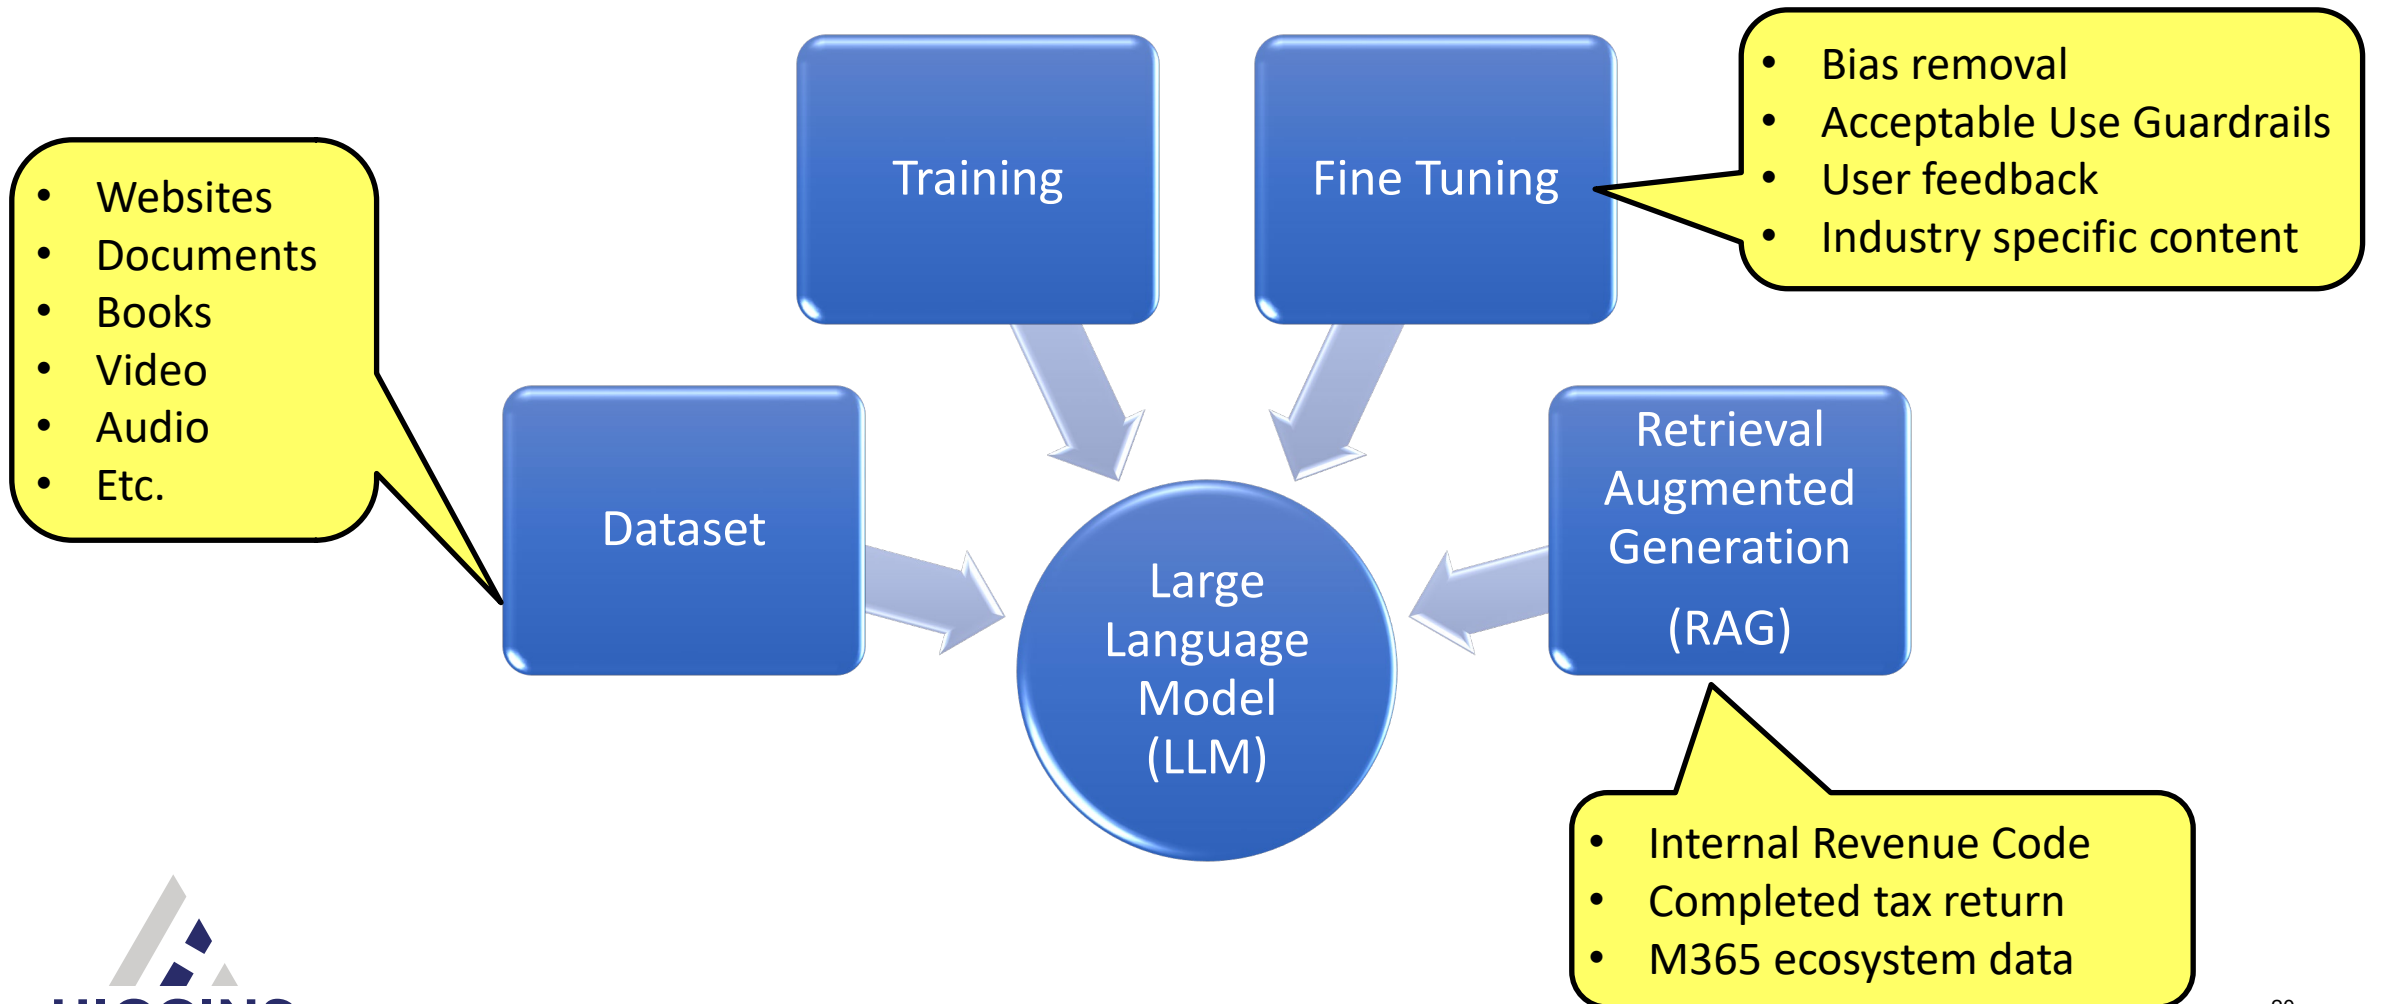 Training
Fine Tuning
• Bias removal
• Acceptable Use Guardrails
• User feedback
• Industry specific content
• Websites
• Documents
• Books
• Video
• Audio
• Etc.
Dataset
Large
Language
Model
(LLM)
Retrieval
Augmented
Generation
(RAG)
• Internal Revenue Code
• Completed tax return
• M365 ecosystem data
HIGGINS